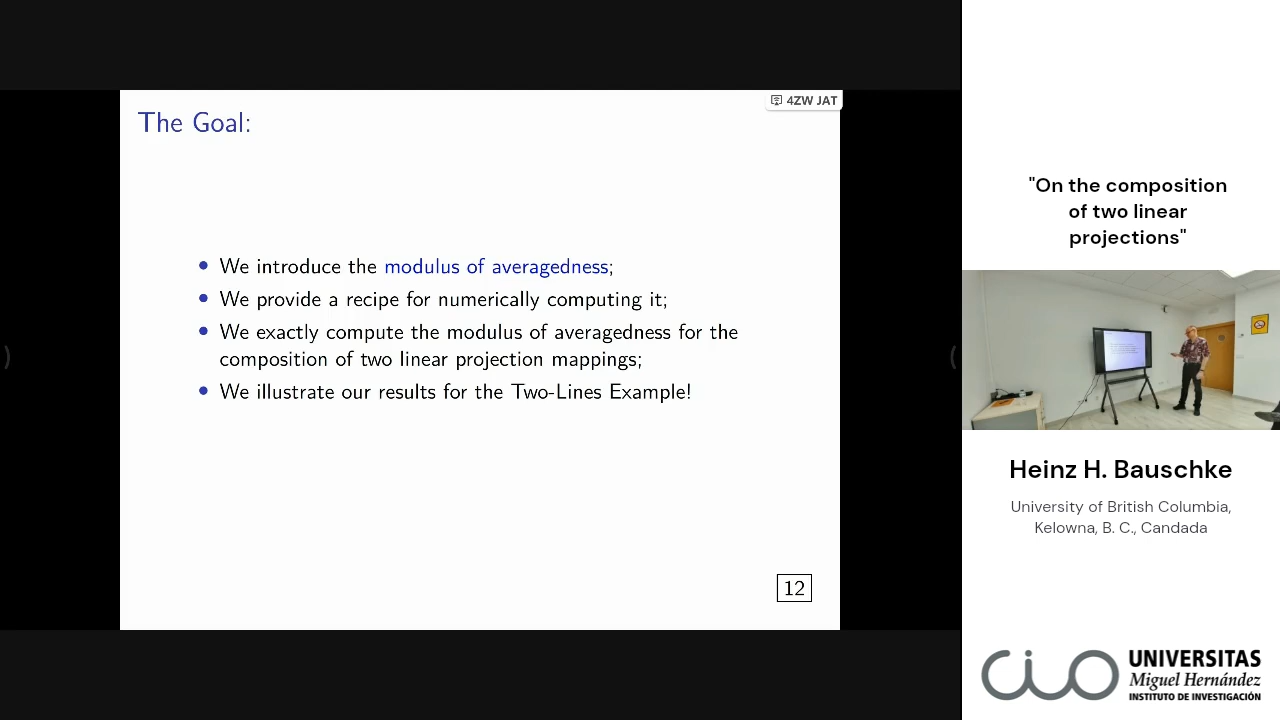 4ZW JAT
The Goal:
• We introduce the modulus of averagedness;
• We provide a recipe for numerically computing it;
• We exactly compute the modulus of averagedness for the
composition of two linear projection mappings;
• We illustrate our results for the Two-Lines Example!
12
"On the composition
of two linear
projections"
Heinz H. Bauschke
University of British Columbia,
Kelowna, B. C., Candada
CIO
UNIVERSITAS
Miguel Hernández
INSTITUTO DE INVESTIGACIÓN